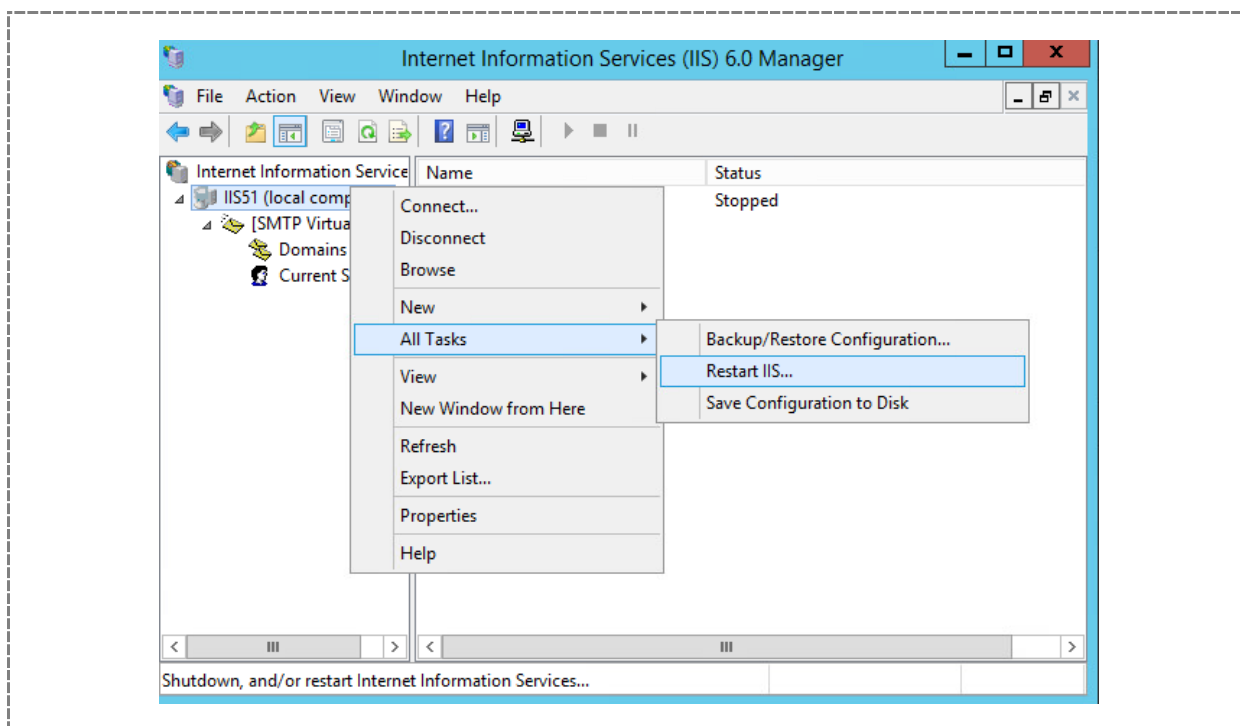 Internet Information Services (IIS) 6.0 Manager
File Action View Window Help
Internet Information Service
Name Status
IIS51 (local comp
Stopped
[SMTP Virtua
Domains
Current S
Connect...
Disconnect
Browse
New
All Tasks
View
New Window from Here
Refresh
Export List...
Properties
Help
Backup/Restore Configuration...
Restart IIS...
Save Configuration to Disk
Shutdown, and/or restart Internet Information Services...